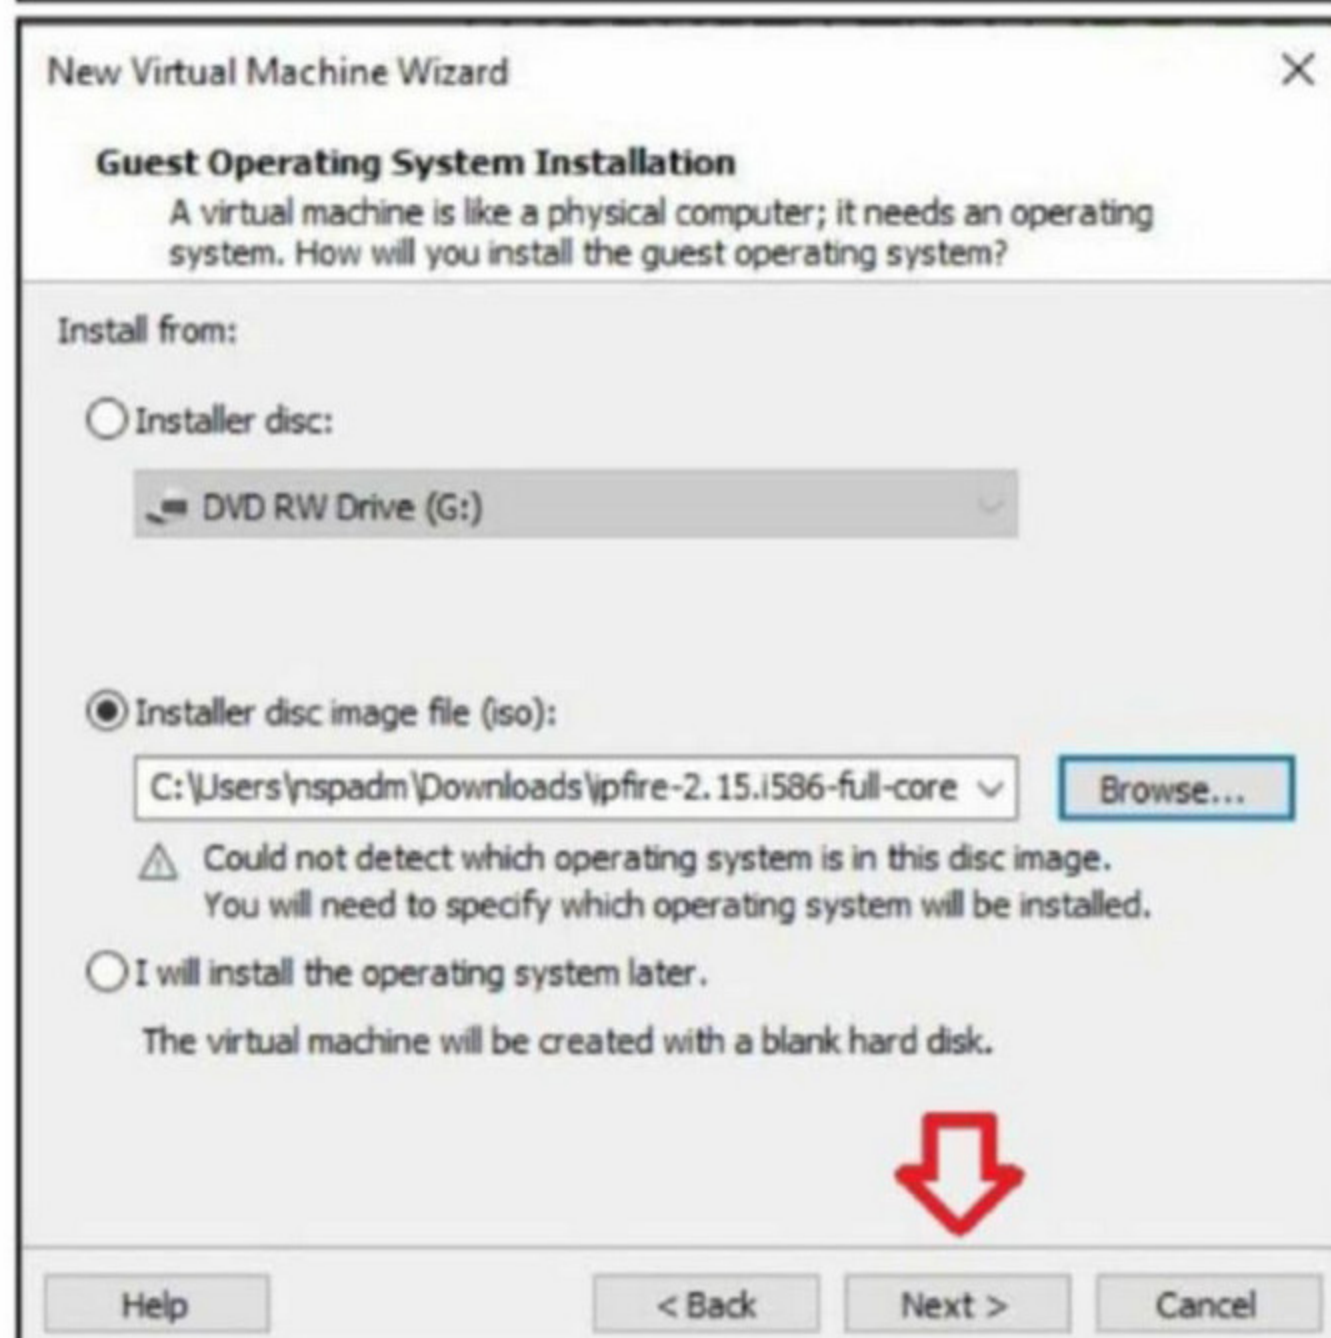 New Virtual Machine Wizard
Guest Operating System Installation
A virtual machine is like a physical computer; it needs an operating
system. How will you install the guest operating system?
Install from:
Installer disc:
DVD RW Drive (G:)
Installer disc image file (iso):
C:\Users\nspadm\Downloads\ipfire-2.15.i586-full-core
Browse...
Could not detect which operating system is in this disc image.
You will need to specify which operating system will be installed.
I will install the operating system later.
The virtual machine will be created with a blank hard disk.
Help < Back Next > Cancel